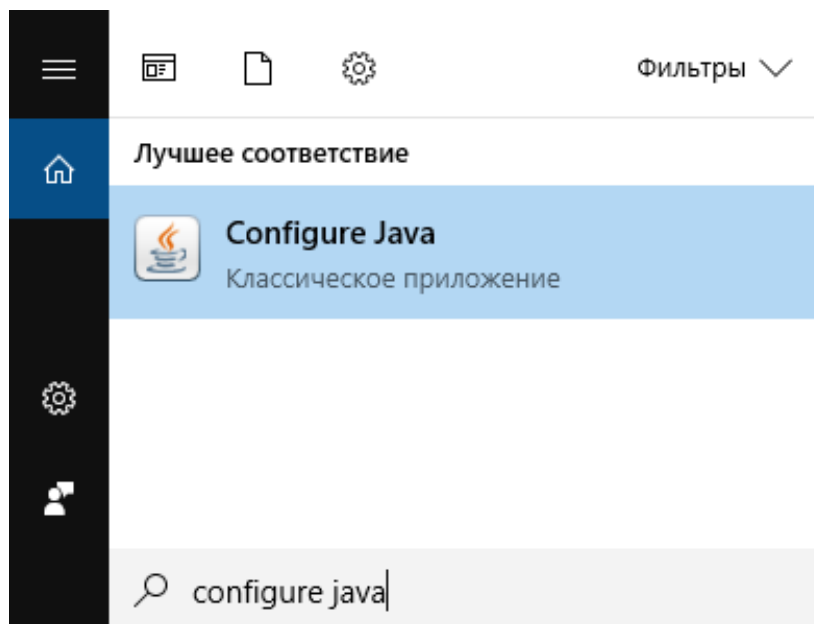 Фильтры
Лучшее соответствие
Configure Java
Классическое приложение
configure java